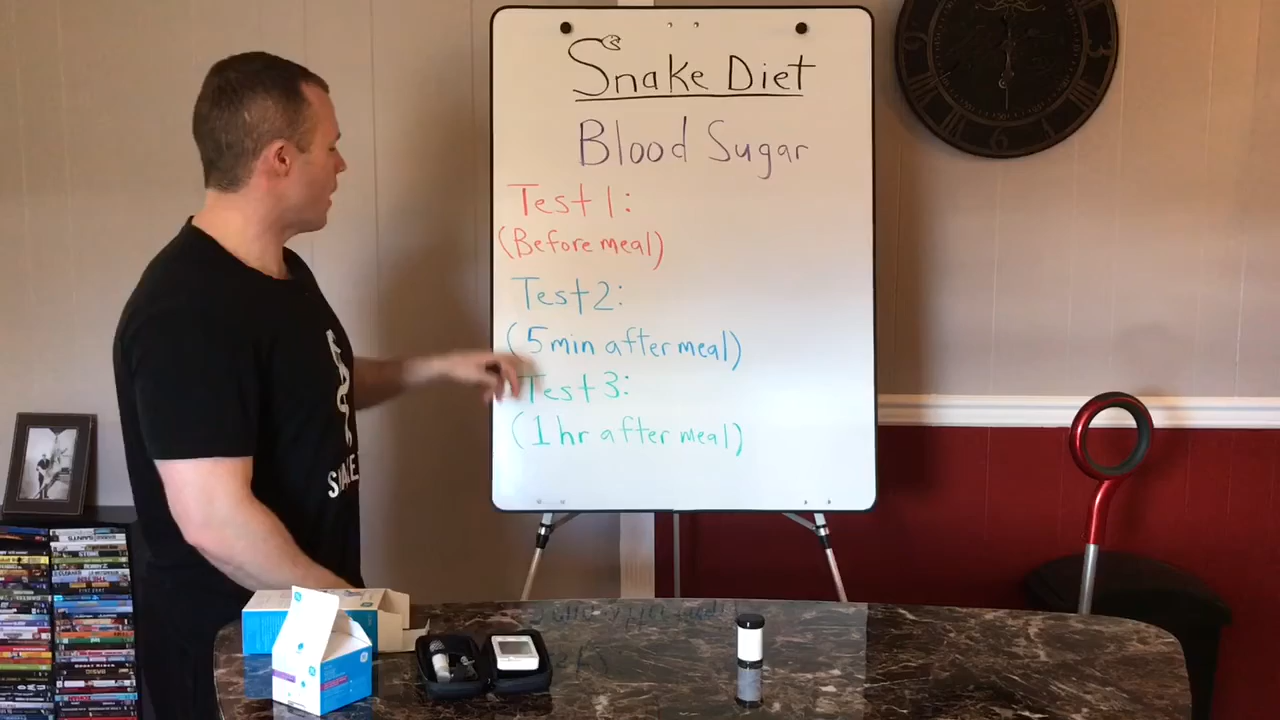 Snake Diet
Blood Sugar
Test 1:
(Before meal)
Test 2:
(5 min after meal)
Test 3:
(1 hr after meal)